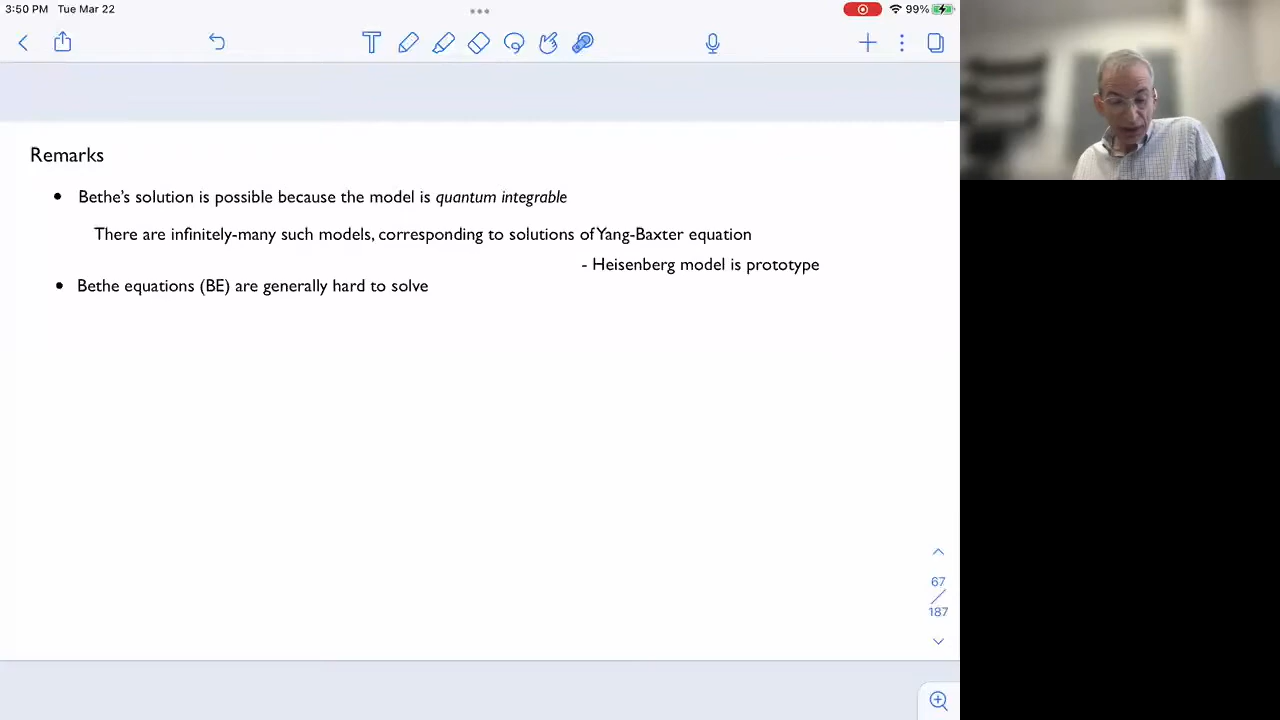 3:50 PM Tue Mar 22
99%
T
Remarks
• Bethe's solution is possible because the model is quantum integrable
There are infinitely-many such models, corresponding to solutions of Yang-Baxter equation
- Heisenberg model is prototype
• Bethe equations (BE) are generally hard to solve
67
187